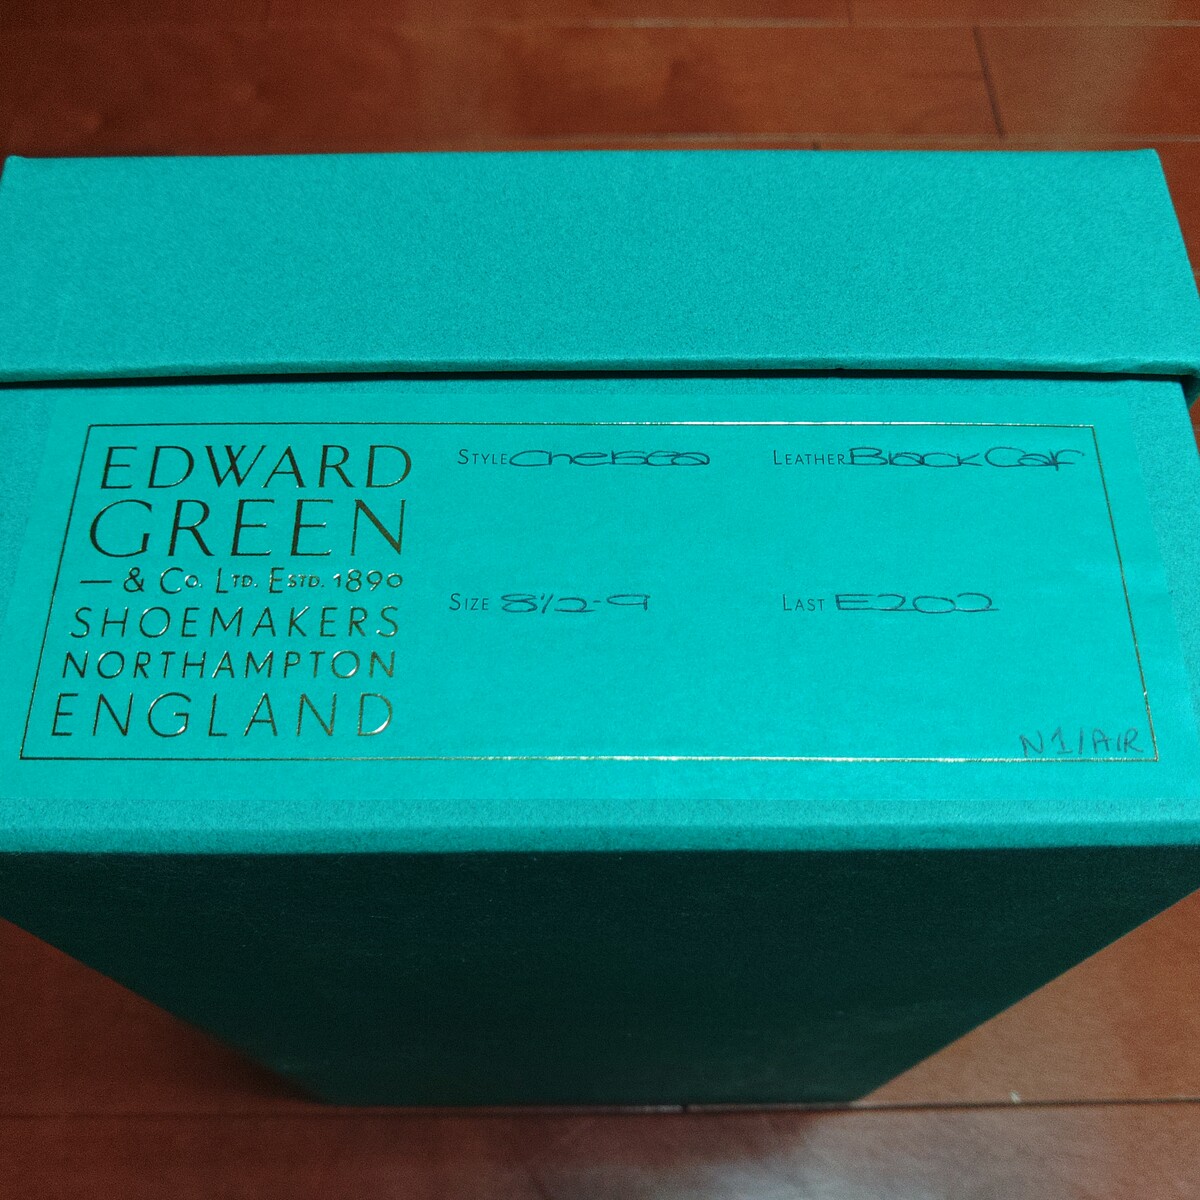 EDWARD
GREEN
— & Co. Ltd. Estd. 1890
SHOEMAKERS
NORTHAMPTON
ENGLAND
STYLE Chelsea
LEATHER Black Calf
SIZE 8½-9
LAST E202
N1/AIR